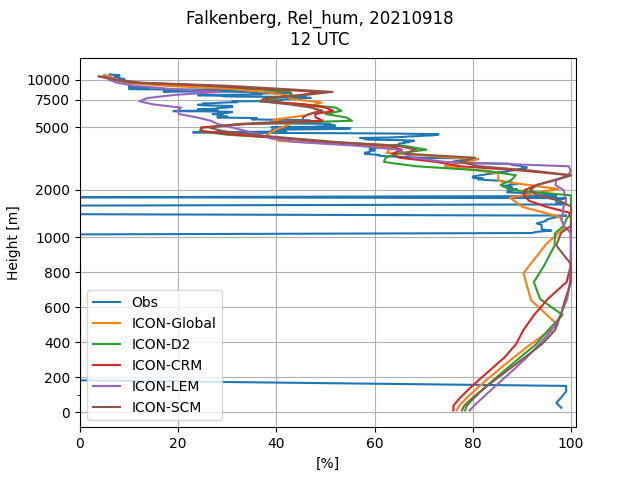 Falkenberg, Rel_hum, 20210918
12 UTC
Height [m]
10000
7500
5000
2000
1000
800
600
400
200
0
Obs
ICON-Global
ICON-D2
ICON-CRM
ICON-LEM
ICON-SCM
0 20 40 60 80 100
[%]